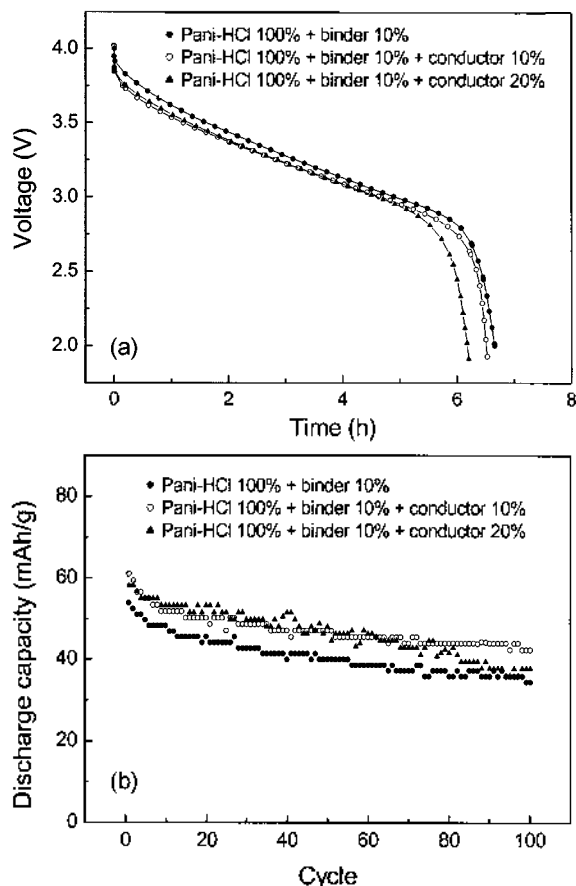 Pani-HCl 100% + binder 10%
Pani-HCl 100% + binder 10% + conductor 10%
Pani-HCl 100% + binder 10% + conductor 20%
4.0
3.5
3.0
2.5
2.0
Voltage (V)
(a)
0 2 4 6 8
Time (h)
Pani-HCl 100% + binder 10%
Pani-HCl 100% + binder 10% + conductor 10%
Pani-HCl 100% + binder 10% + conductor 20%
80
60
40
20
0
Discharge capacity (mAh/g)
(b)
0 20 40 60 80 100
Cycle